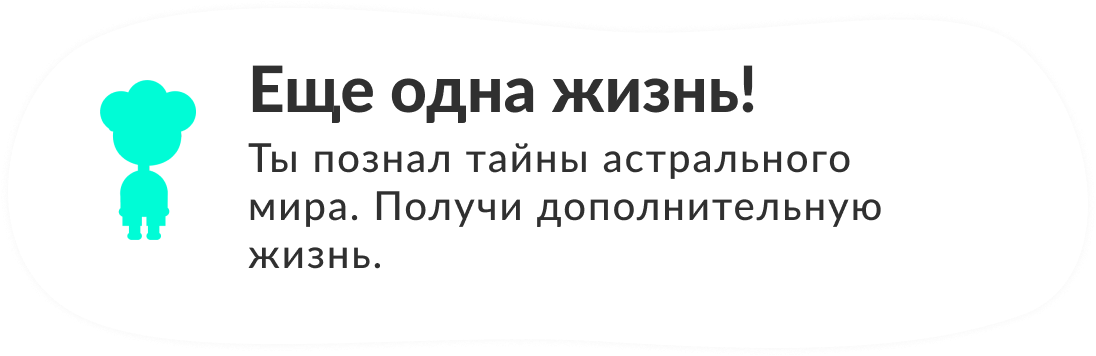 Еще одна жизнь!
Ты познал тайны астрального
мира. Получи дополнительную
жизнь.